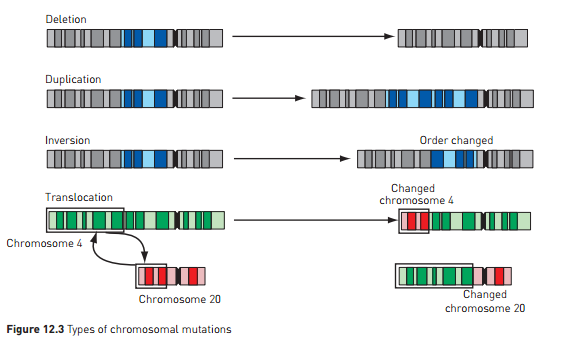 Deletion
Duplication
Inversion
Order changed
Translocation
Changed
chromosome 4
Chromosome 4
Chromosome 20
Changed
chromosome 20
Figure 12.3 Types of chromosomal mutations